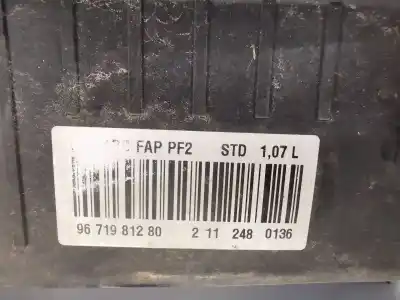 FAP PF2 STD 1,07 L
96 719 812 80 2 11 248 0136